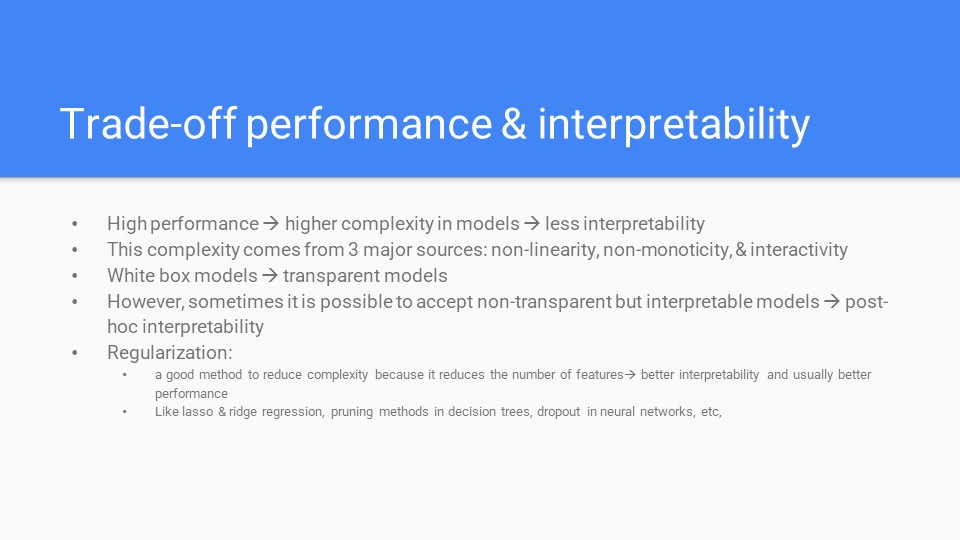 Trade-off performance & interpretability
• High performance → higher complexity in models → less interpretability
• This complexity comes from 3 major sources: non-linearity, non-monoticity, & interactivity
• White box models → transparent models
• However, sometimes it is possible to accept non-transparent but interpretable models → post-
hoc interpretability
• Regularization:
• a good method to reduce complexity because it reduces the number of features→ better interpretability and usually better
performance
• Like lasso & ridge regression, pruning methods in decision trees, dropout in neural networks, etc,